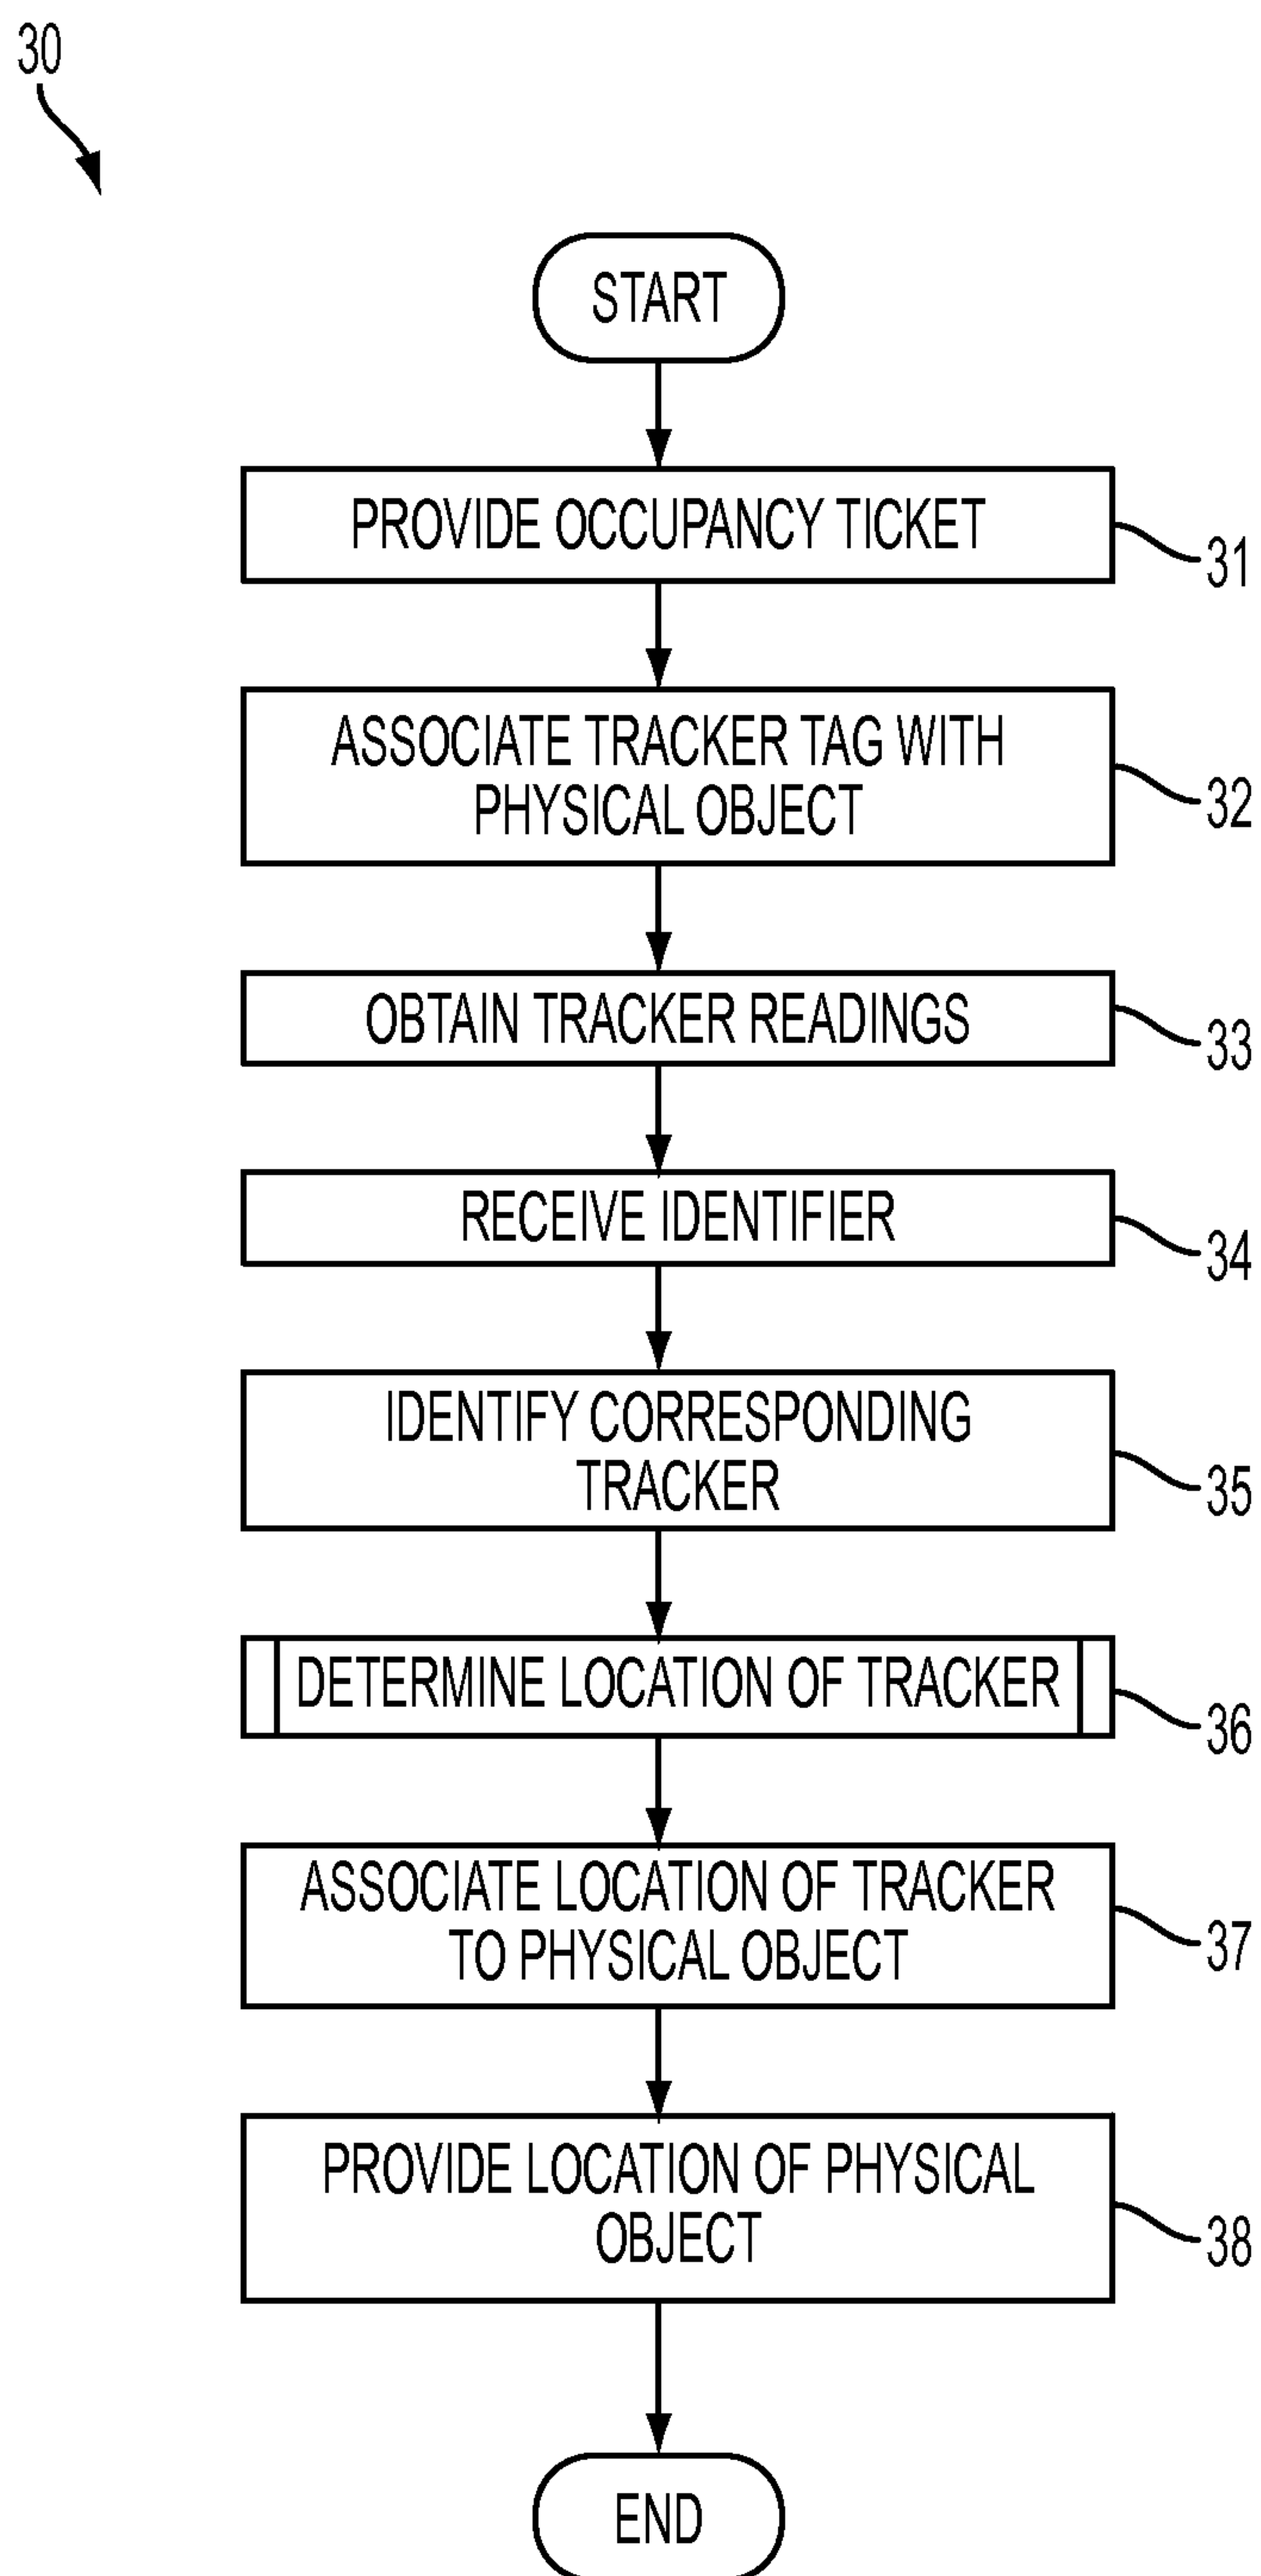 30
START
PROVIDE OCCUPANCY TICKET
31
ASSOCIATE TRACKER TAG WITH
PHYSICAL OBJECT
32
OBTAIN TRACKER READINGS
33
RECEIVE IDENTIFIER
34
IDENTIFY CORRESPONDING
TRACKER
35
DETERMINE LOCATION OF TRACKER
36
ASSOCIATE LOCATION OF TRACKER
TO PHYSICAL OBJECT
37
PROVIDE LOCATION OF PHYSICAL
OBJECT
38
END